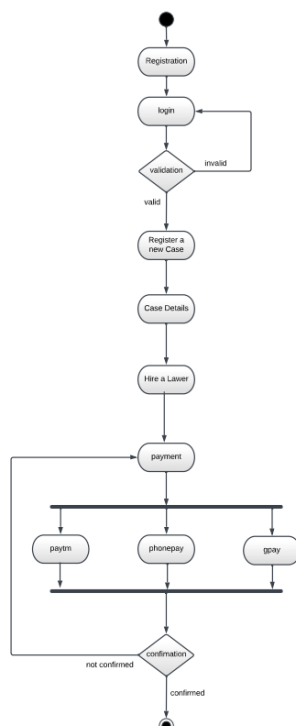 Registration
login
validation
invalid
valid
Register a
new Case
Case Details
Hire a Lawer
payment
paytm
phonepay
gpay
confimation
not confirmed
confirmed